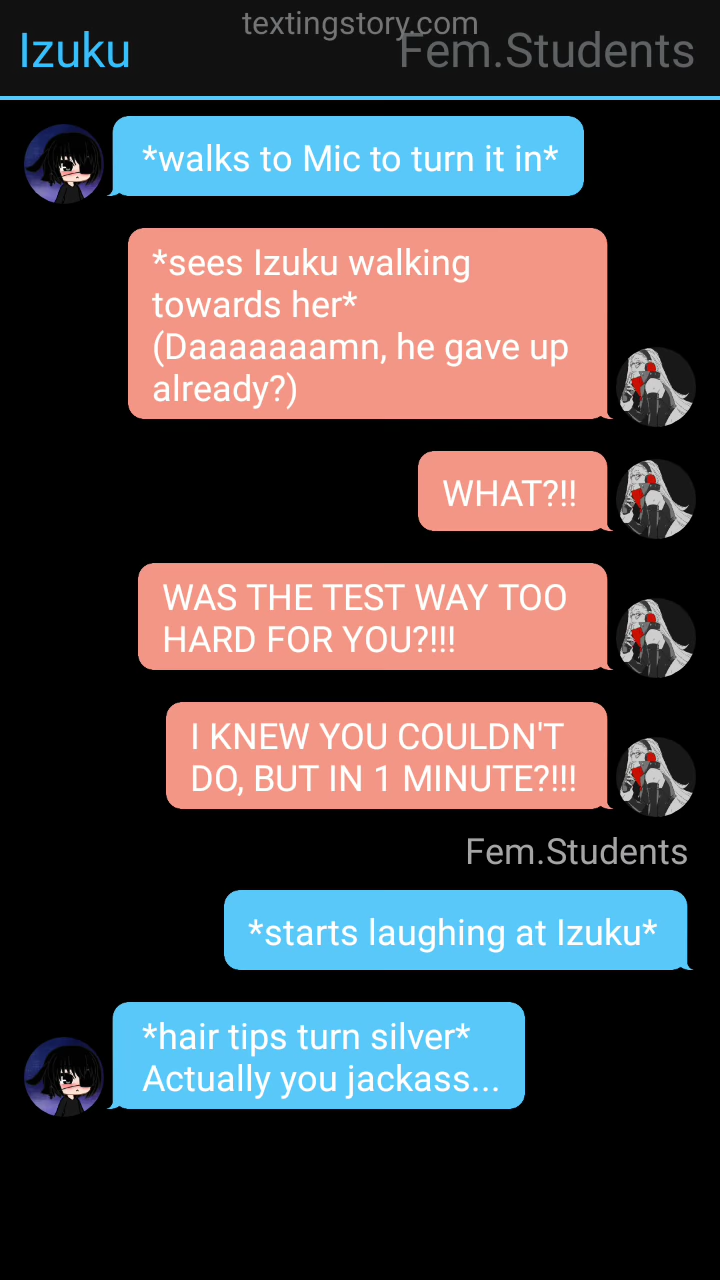 textingstory.com
Izuku
Fem.Students
*walks to Mic to turn it in*
*sees Izuku walking
towards her*
(Daaaaaaamn, he gave up
already?)
WHAT?!!
WAS THE TEST WAY TOO
HARD FOR YOU?!!!
I KNEW YOU COULDN'T
DO, BUT IN 1 MINUTE?!!!
Fem.Students
*starts laughing at Izuku*
*hair tips turn silver*
Actually you jackass...